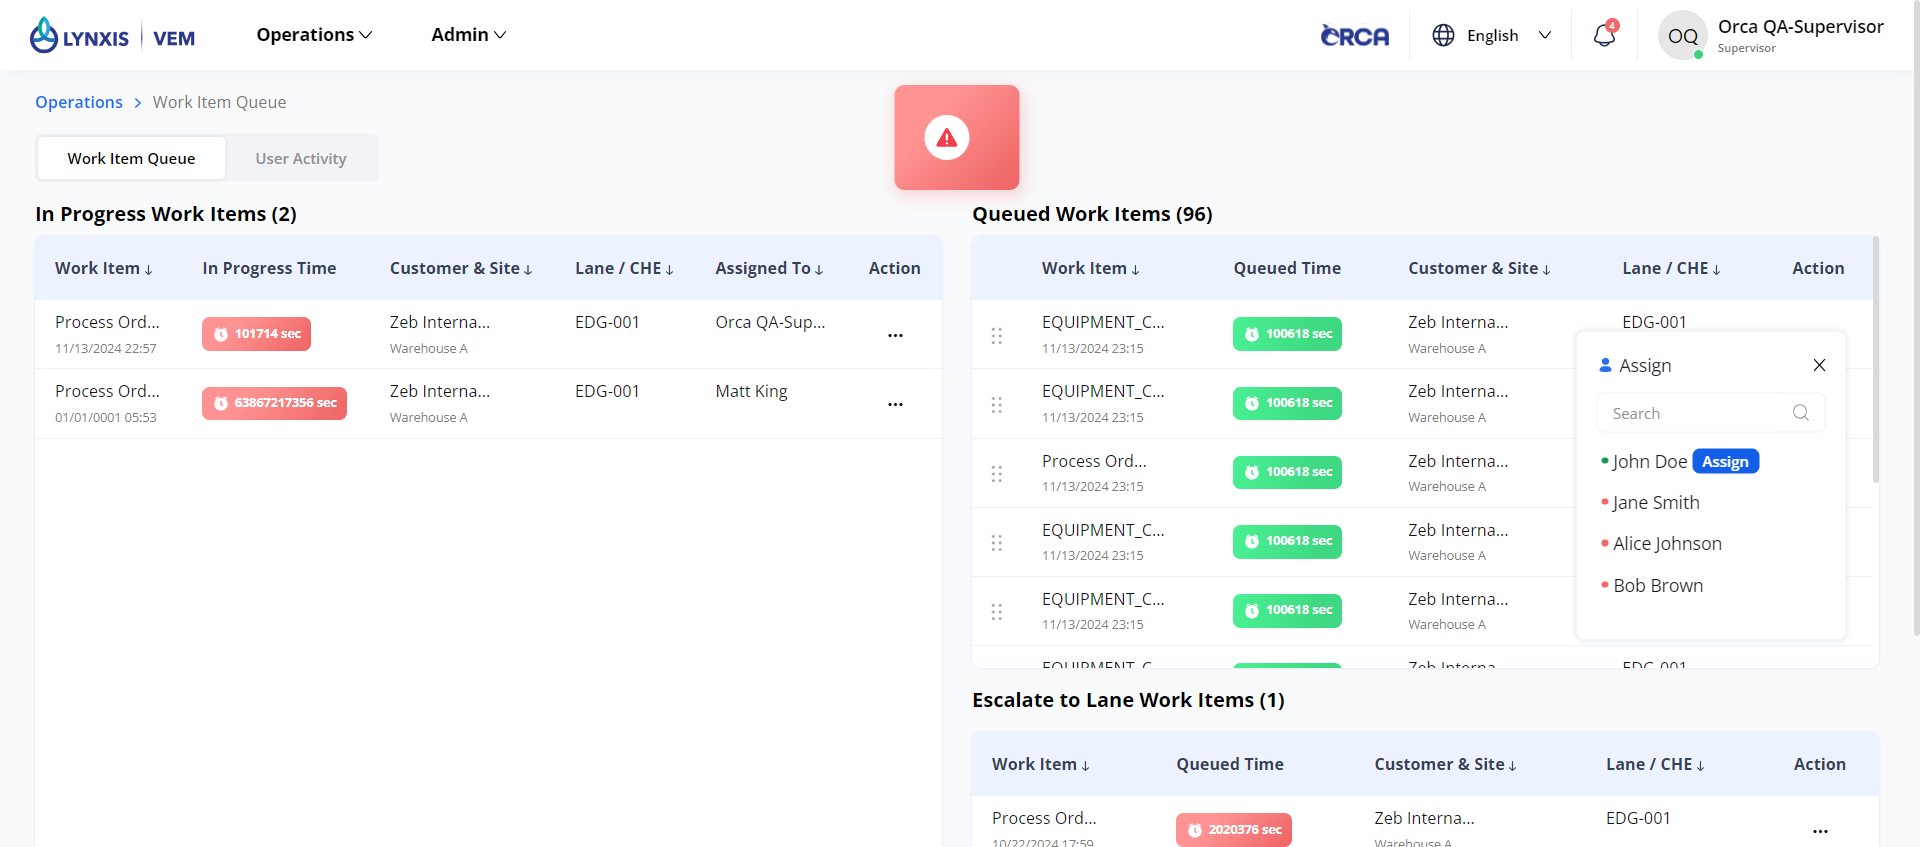 LYNXIS VEM
Operations
Admin
ORCA
English
4
OQ
Orca QA-Supervisor
Supervisor
Operations > Work Item Queue
Work Item Queue
User Activity
In Progress Work Items (2)
Work Item ↓ In Progress Time Customer & Site ↓ Lane / CHE ↓ Assigned To ↓ Action
Process Ord... 101714 sec Zeb Interna... EDG-001 Orca QA-Sup... ...
11/13/2024 22:57 Warehouse A
Process Ord... 63867217356 sec Zeb Interna... EDG-001 Matt King ...
01/01/0001 05:53 Warehouse A
Queued Work Items (96)
Work Item ↓ Queued Time Customer & Site ↓ Lane / CHE ↓ Action
EQUIPMENT_C... 100618 sec Zeb Interna... EDG-001
11/13/2024 23:15 Warehouse A
EQUIPMENT_C... 100618 sec Zeb Interna...
11/13/2024 23:15 Warehouse A
Process Ord... 100618 sec Zeb Interna...
11/13/2024 23:15 Warehouse A
EQUIPMENT_C... 100618 sec Zeb Interna...
11/13/2024 23:15 Warehouse A
EQUIPMENT_C... 100618 sec Zeb Interna...
11/13/2024 23:15 Warehouse A
EQUIPMENT_C... Zeb Interna... EDG-001
Assign
Search
John Doe Assign
Jane Smith
Alice Johnson
Bob Brown
Escalate to Lane Work Items (1)
Work Item ↓ Queued Time Customer & Site ↓ Lane / CHE ↓ Action
Process Ord... 2020376 sec Zeb Interna... EDG-001 ...
10/22/2024 17:59 Warehouse A